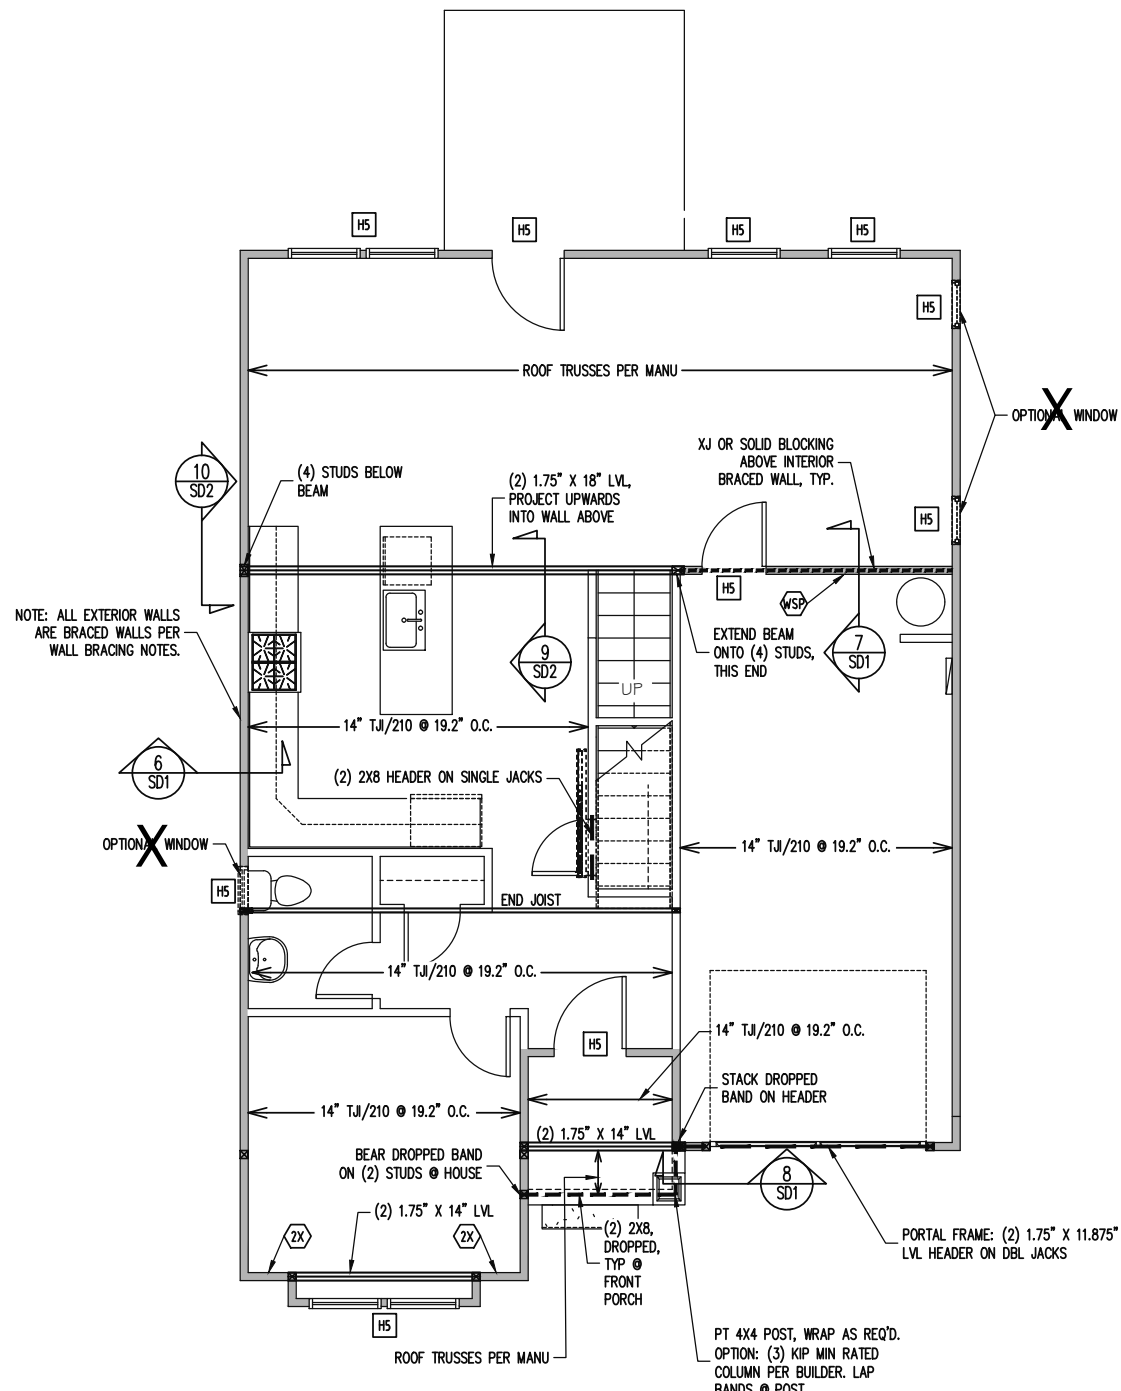 H5
H5
H5
H5
H5
ROOF TRUSSES PER MANU
X
OPTIONAL WINDOW
10
SD2
(4) STUDS BELOW
BEAM
(2) 1.75" X 18" LVL,
PROJECT UPWARDS
INTO WALL ABOVE
XJ OR SOLID BLOCKING
ABOVE INTERIOR
BRACED WALL, TYP.
H5
H5
WSP
NOTE: ALL EXTERIOR WALLS
ARE BRACED WALLS PER
WALL BRACING NOTES.
EXTEND BEAM
ONTO (4) STUDS,
THIS END
9
SD2
7
SD1
UP
14" TJI/210 @ 19.2" O.C.
6
SD1
(2) 2X8 HEADER ON SINGLE JACKS
X
OPTIONAL WINDOW
14" TJI/210 @ 19.2" O.C.
H5
END JOIST
14" TJI/210 @ 19.2" O.C.
H5
14" TJI/210 @ 19.2" O.C.
STACK DROPPED
BAND ON HEADER
14" TJI/210 @ 19.2" O.C.
(2) 1.75" X 14" LVL
BEAR DROPPED BAND
ON (2) STUDS @ HOUSE
8
SD1
(2) 1.75" X 14" LVL
2X
2X
(2) 2X8,
DROPPED,
TYP @
FRONT
PORCH
PORTAL FRAME: (2) 1.75" X 11.875"
LVL HEADER ON DBL JACKS
H5
ROOF TRUSSES PER MANU
PT 4X4 POST, WRAP AS REQ'D.
OPTION: (3) KIP MIN RATED
COLUMN PER BUILDER. LAP
BANDS @ POST